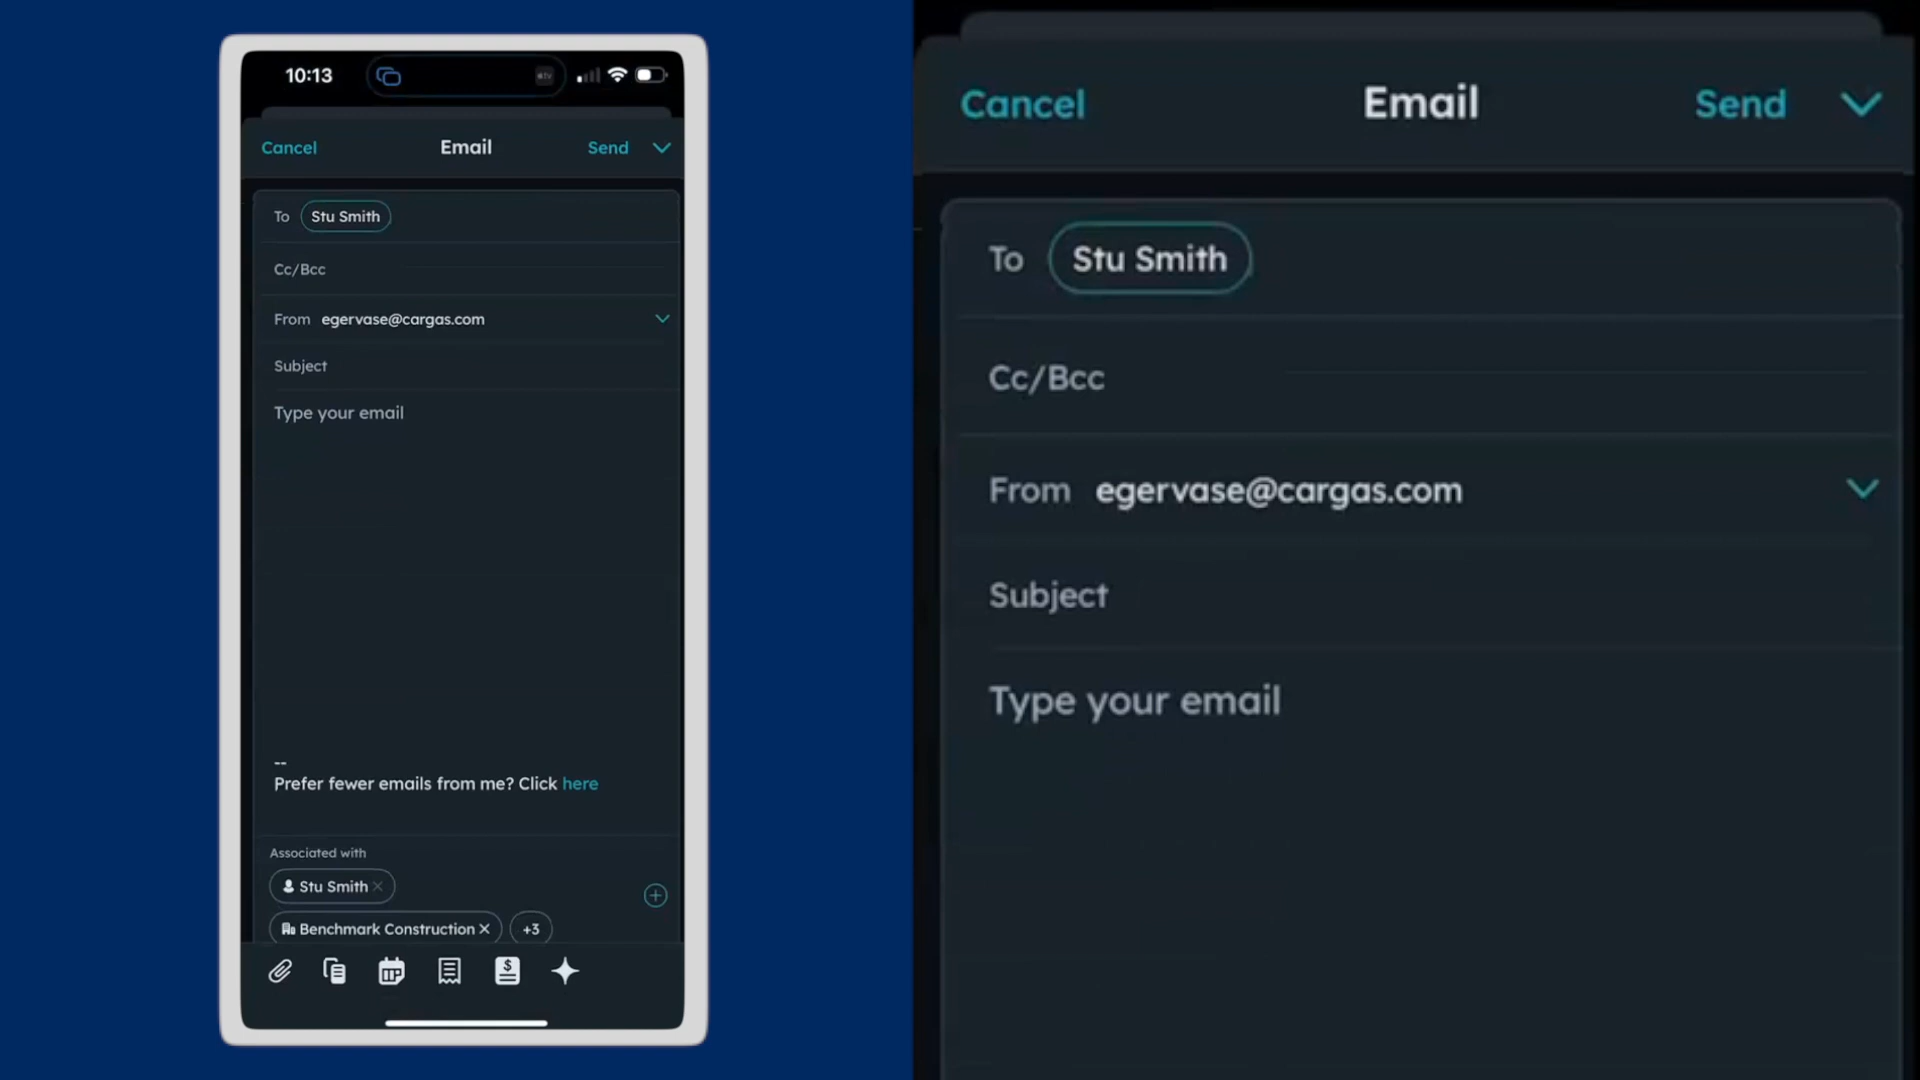 10:13
Cancel Email Send
To Stu Smith
Cc/Bcc
From egervase@cargas.com
Subject
Type your email
--
Prefer fewer emails from me? Click here
Associated with
Stu Smith
Benchmark Construction +3
Cancel Email Send
To Stu Smith
Cc/Bcc
From egervase@cargas.com
Subject
Type your email